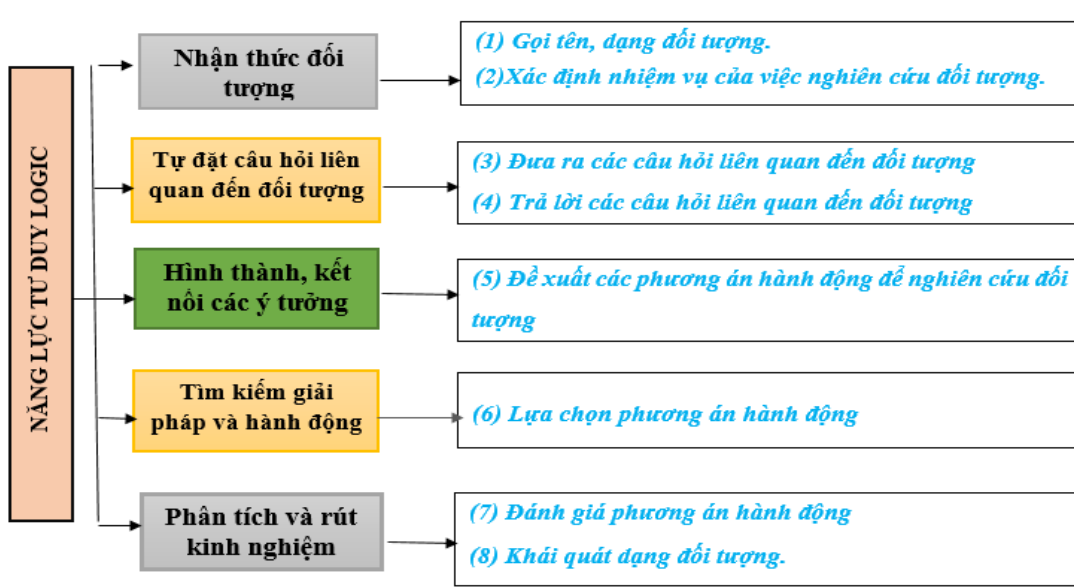 NĂNG LỰC TƯ DUY LOGIC
Nhận thức đối
tượng
(1) Gọi tên, dạng đối tượng.
(2)Xác định nhiệm vụ của việc nghiên cứu đối tượng.
Tự đặt câu hỏi liên
quan đến đối tượng
(3) Đưa ra các câu hỏi liên quan đến đối tượng
(4) Trả lời các câu hỏi liên quan đến đối tượng
Hình thành, kết
nối các ý tưởng
(5) Đề xuất các phương án hành động để nghiên cứu đối
tượng
Tìm kiếm giải
pháp và hành động
(6) Lựa chọn phương án hành động
Phân tích và rút
kinh nghiệm
(7) Đánh giá phương án hành động
(8) Khái quát dạng đối tượng.